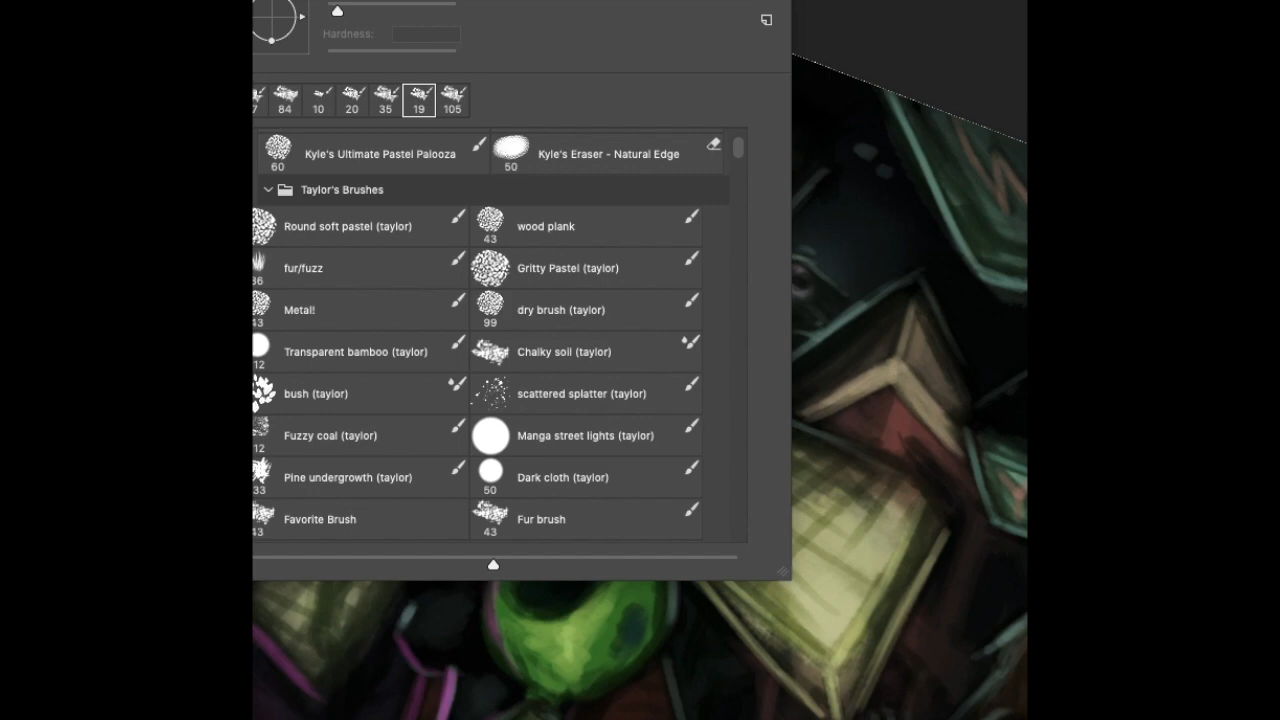 Hardness:
7 84 10 20 35 19 105
Kyle's Ultimate Pastel Palooza Kyle's Eraser - Natural Edge
60 50
Taylor's Brushes
Round soft pastel (taylor) wood plank
43
fur/fuzz Gritty Pastel (taylor)
36
Metal! dry brush (taylor)
43 99
Transparent bamboo (taylor) Chalky soil (taylor)
12
bush (taylor) scattered splatter (taylor)
Fuzzy coal (taylor) Manga street lights (taylor)
12
Pine undergrowth (taylor) Dark cloth (taylor)
33 50
Favorite Brush Fur brush
43 43